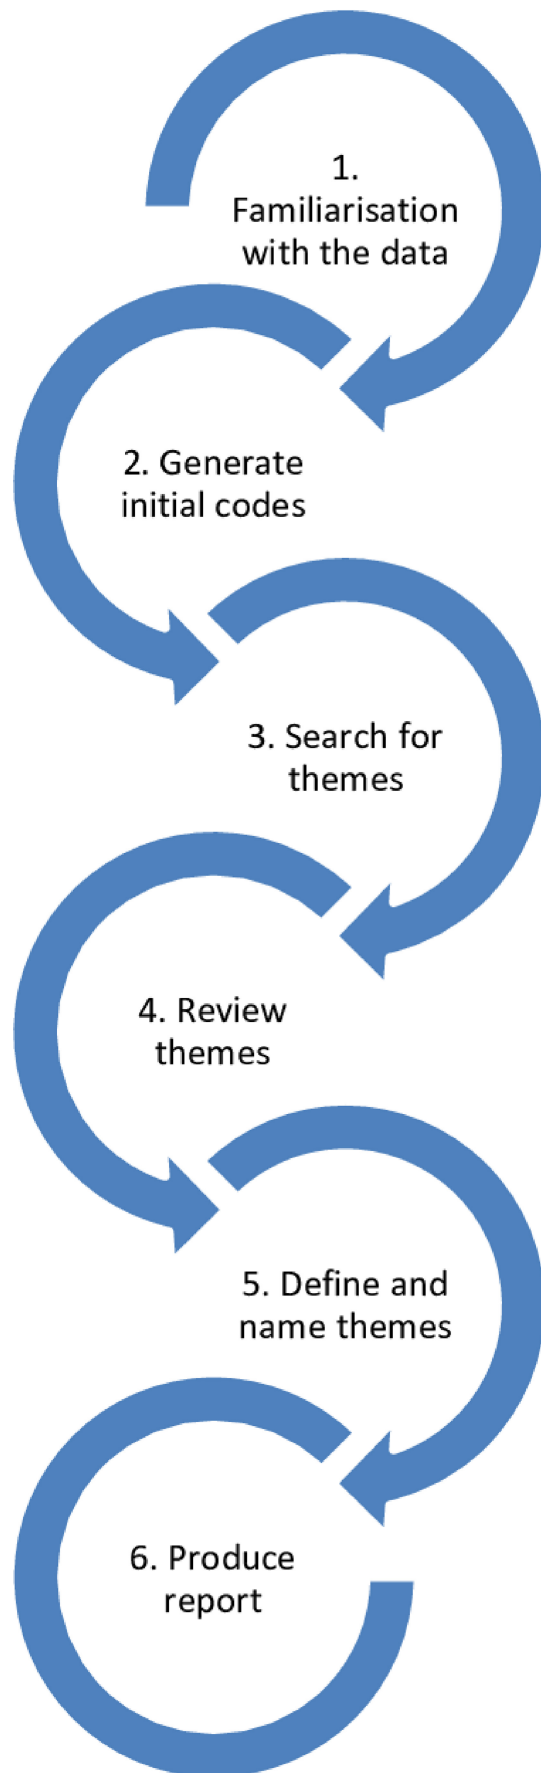 1.
Familiarisation
with the data
2. Generate
initial codes
3. Search for
themes
4. Review
themes
5. Define and
name themes
6. Produce
report